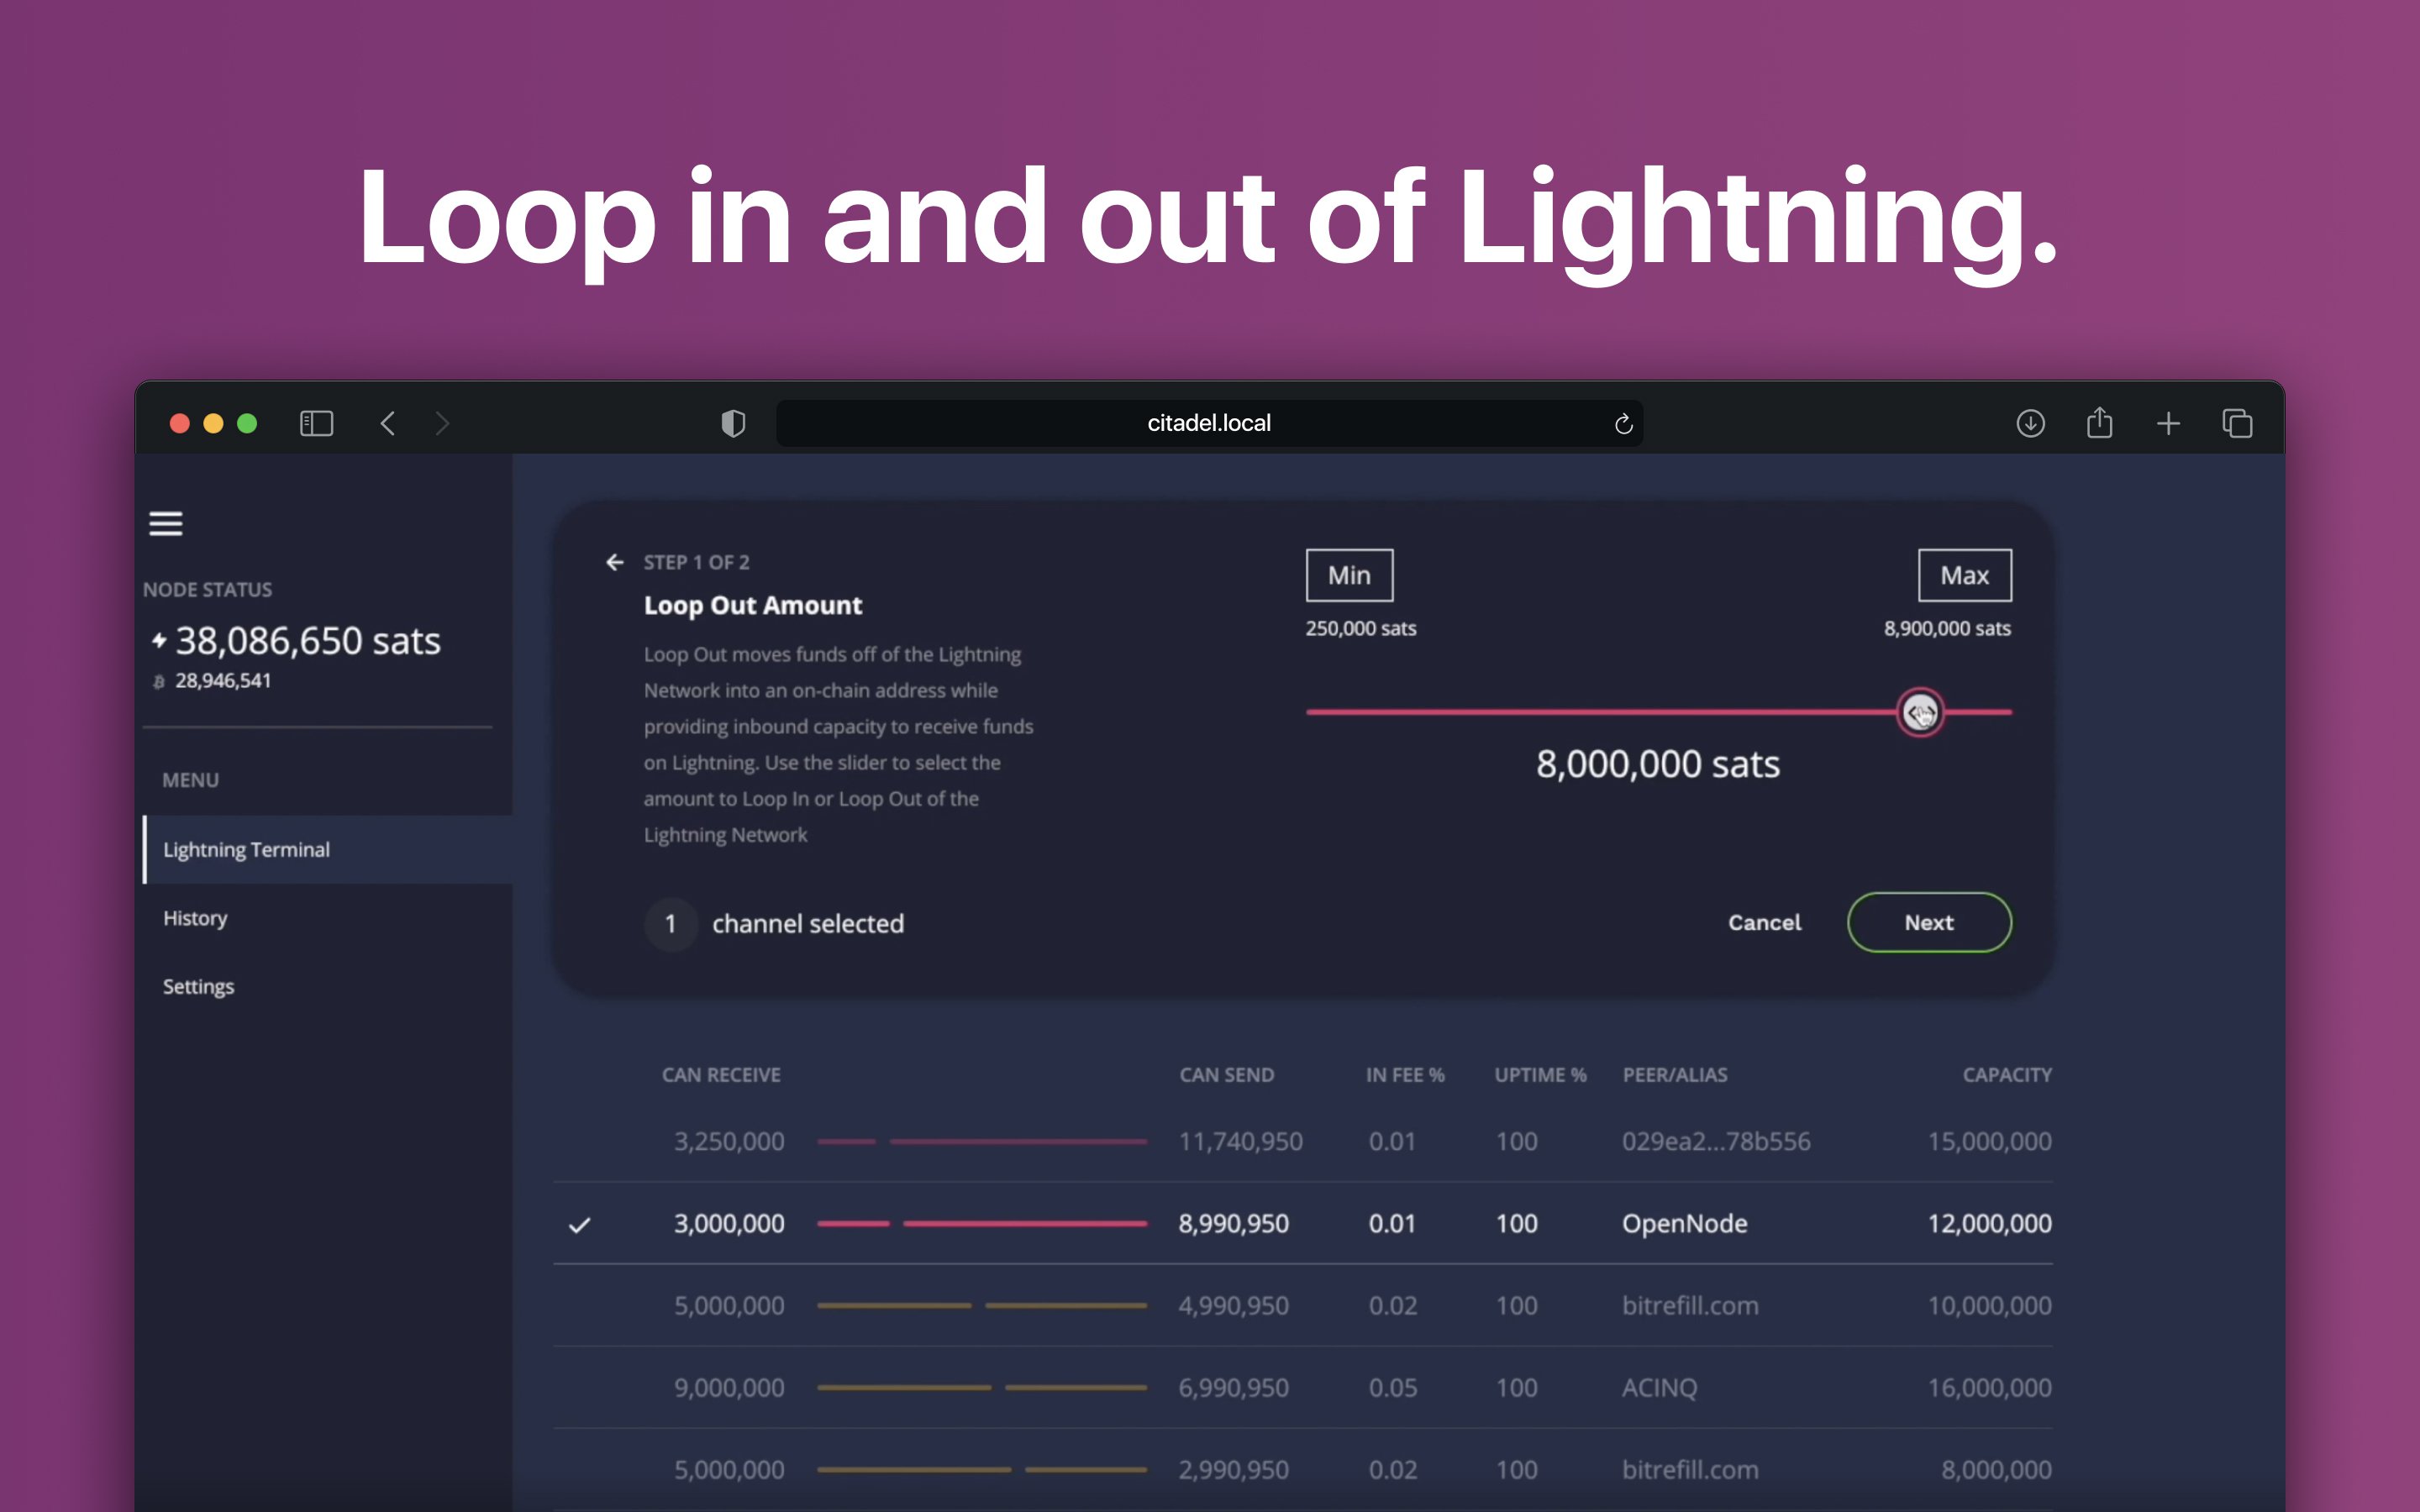 Loop in and out of Lightning.
citadel.local
NODE STATUS
38,086,650 sats
28,946,541
MENU
Lightning Terminal
History
Settings
STEP 1 OF 2
Loop Out Amount
Loop Out moves funds off of the Lightning
Network into an on-chain address while
providing inbound capacity to receive funds
on Lightning. Use the slider to select the
amount to Loop In or Loop Out of the
Lightning Network
1 channel selected
Min Max
250,000 sats 8,900,000 sats
8,000,000 sats
Cancel Next
CAN RECEIVE CAN SEND IN FEE % UPTIME % PEER/ALIAS CAPACITY
3,250,000 11,740,950 0.01 100 029ea2...78b556 15,000,000
3,000,000 8,990,950 0.01 100 OpenNode 12,000,000
5,000,000 4,990,950 0.02 100 bitrefill.com 10,000,000
9,000,000 6,990,950 0.05 100 ACINQ 16,000,000
5,000,000 2,990,950 0.02 100 bitrefill.com 8,000,000